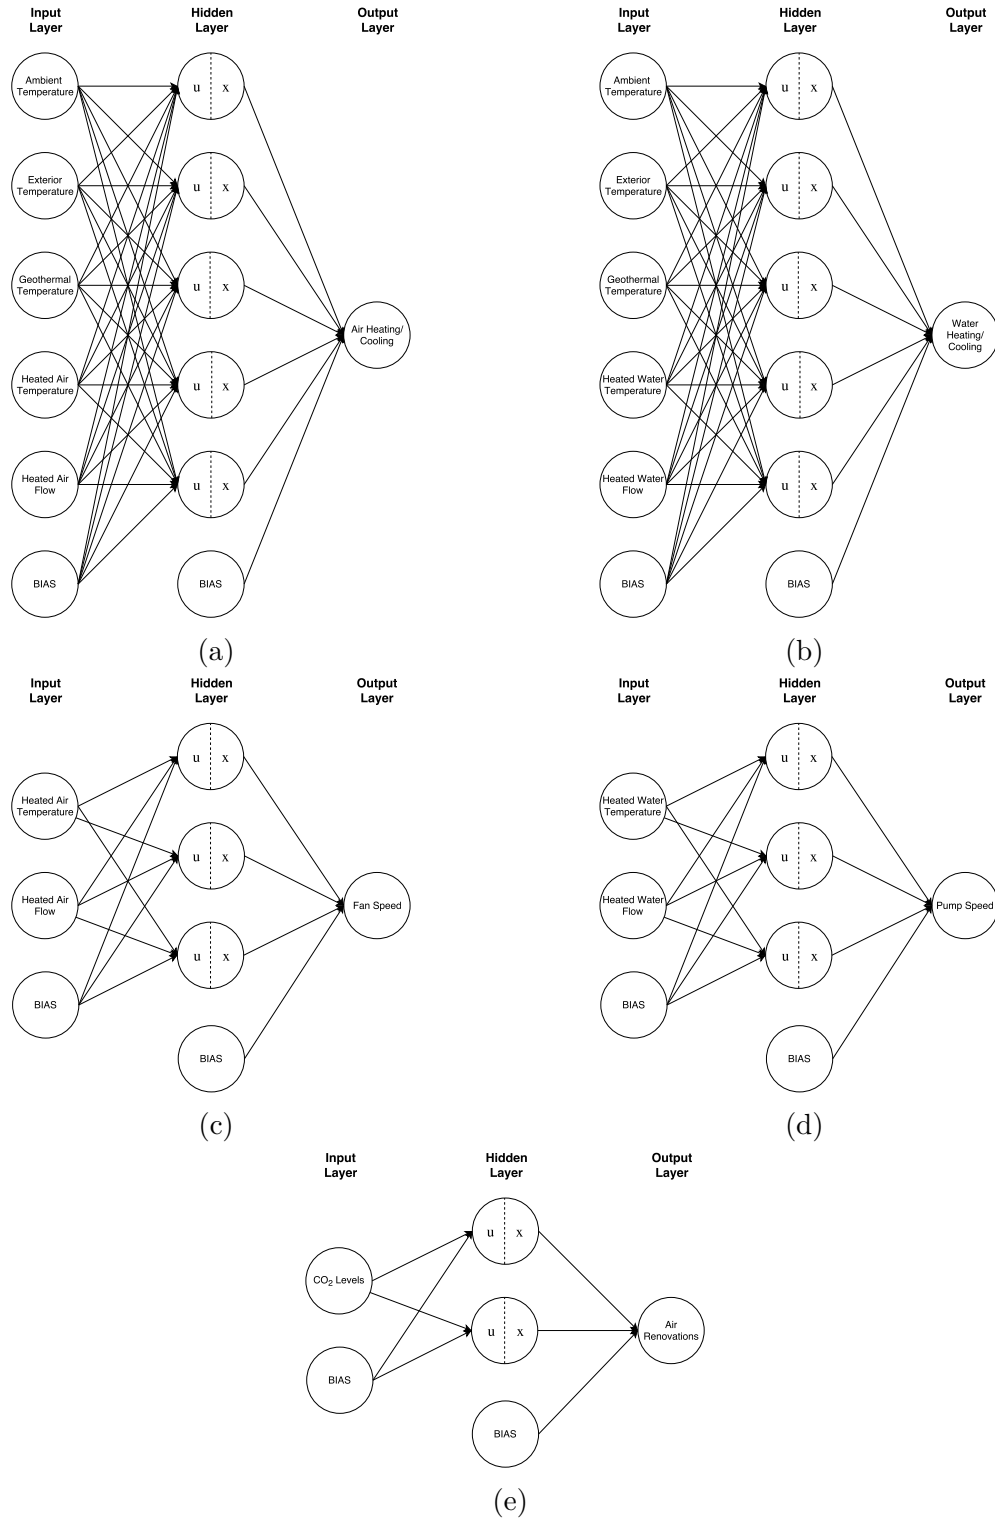 Input
Layer
Hidden
Layer
Output
Layer
Ambient
Temperature
u x
Exterior
Temperature
u x
Geothermal
Temperature
u x
Air Heating/
Cooling
Heated Air
Temperature
u x
Heated Air
Flow
u x
BIAS
BIAS
(a)
Input
Layer
Hidden
Layer
Output
Layer
Ambient
Temperature
u x
Exterior
Temperature
u x
Geothermal
Temperature
u x
Water
Heating/
Cooling
Heated Water
Temperature
u x
Heated Water
Flow
u x
BIAS
BIAS
(b)
Input
Layer
Hidden
Layer
Output
Layer
u x
Heated Air
Temperature
u x
Heated Air
Flow
Fan Speed
u x
BIAS
BIAS
(c)
Input
Layer
Hidden
Layer
Output
Layer
u x
Heated Water
Temperature
u x
Heated Water
Flow
Pump Speed
u x
BIAS
BIAS
(d)
Input
Layer
Hidden
Layer
Output
Layer
u x
CO2 Levels
u x
Air
Renovations
BIAS
BIAS
(e)